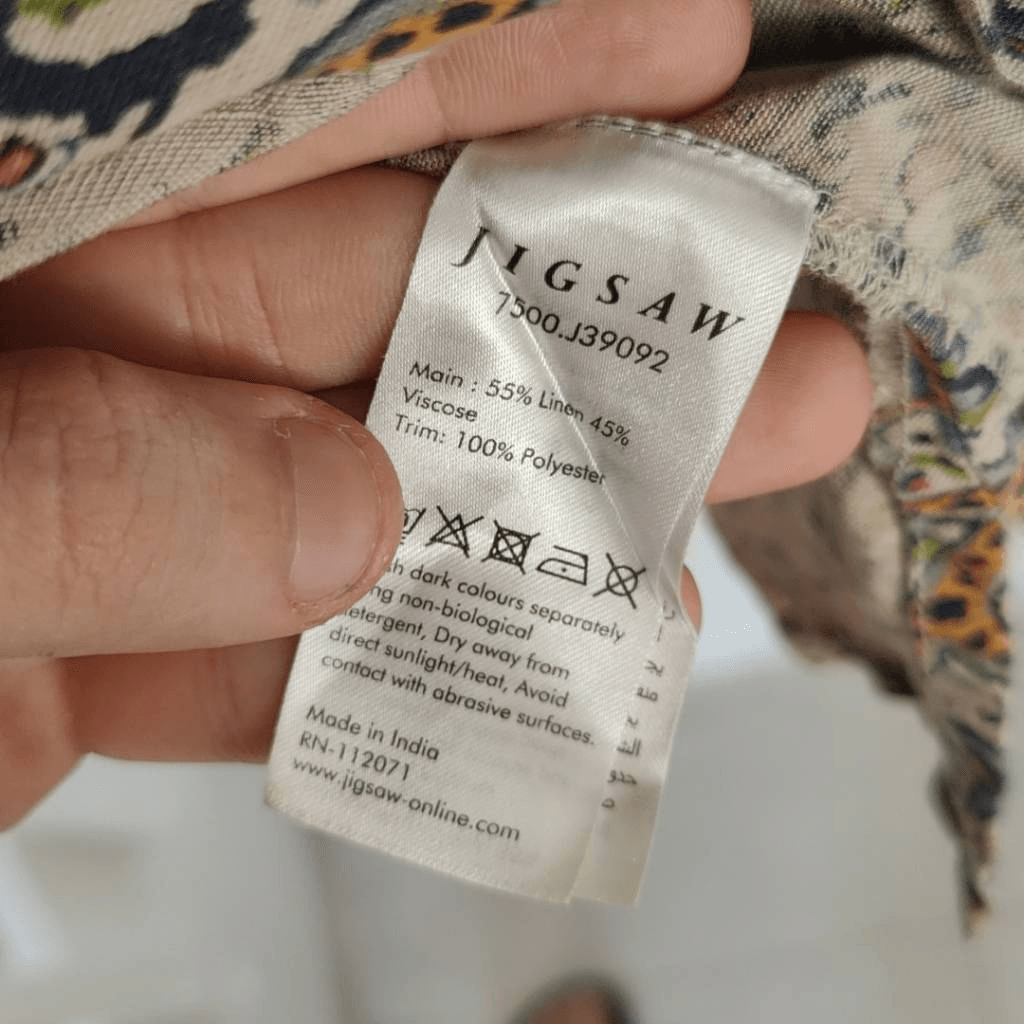 JIGSAW
7500.J39092
Main : 55% Linen 45%
Viscose
Trim: 100% Polyester
dark colours separately
non-biological
detergent, Dry away from
direct sunlight/heat, Avoid
contact with abrasive surfaces.
Made in India
RN-112071
www.jigsaw-online.com